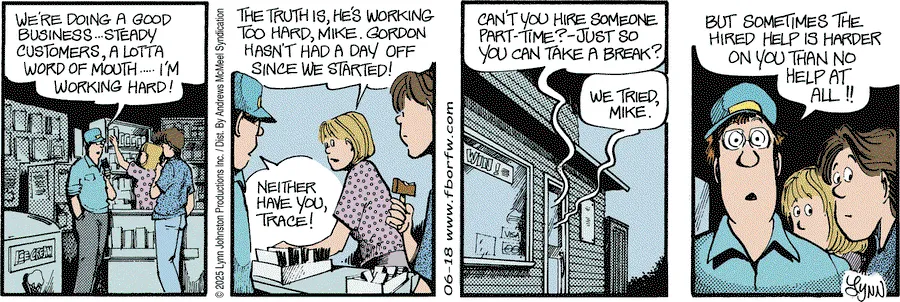 WE'RE DOING A GOOD
BUSINESS...STEADY
CUSTOMERS, A LOTTA
WORD OF MOUTH..... I'M
WORKING HARD!
ICE CREAM
© 2025 Lynn Johnston Productions Inc. / Dist. By Andrews McMeel Syndication
THE TRUTH IS, HE'S WORKING
TOO HARD, MIKE. GORDON
HASN'T HAD A DAY OFF
SINCE WE STARTED!
NEITHER
HAVE YOU,
TRACE!
06-18 www.fborfw.com
CAN'T YOU HIRE SOMEONE
PART-TIME?-JUST SO
YOU CAN TAKE A BREAK?
WE TRIED,
MIKE.
WIN!
VISA
BUT SOMETIMES THE
HIRED HELP IS HARDER
ON YOU THAN NO
HELP AT
ALL!!
LYNN